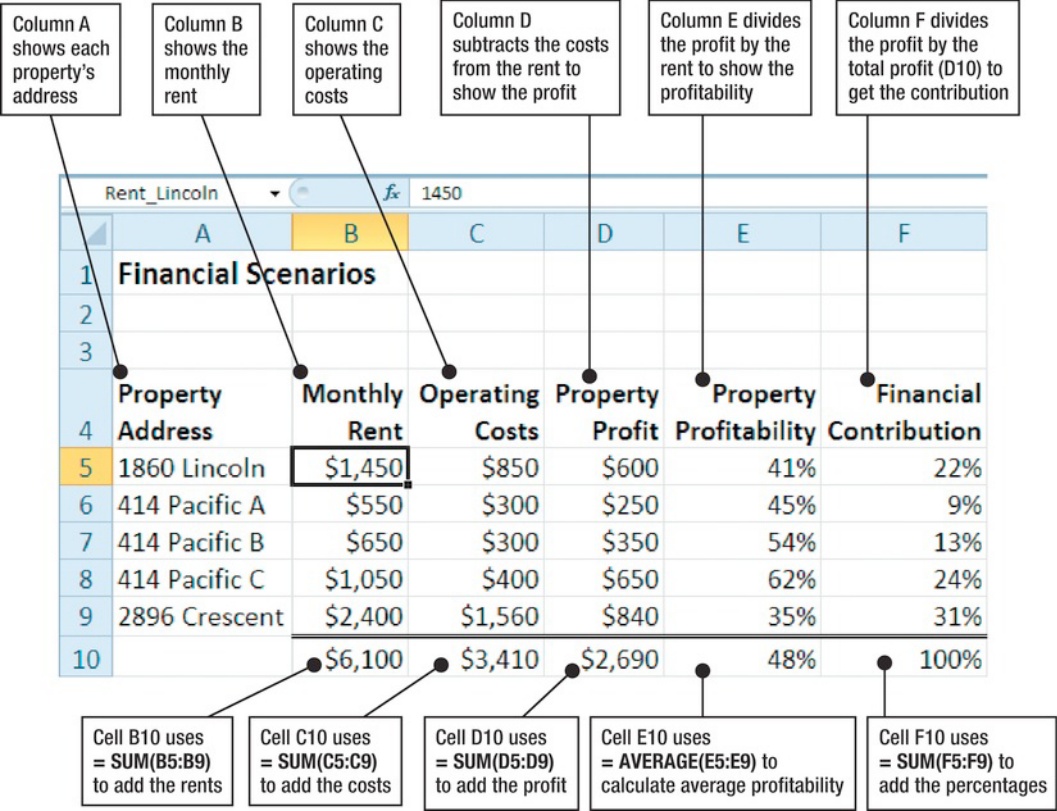 Column A
shows each
property's
address
Column B
shows the
monthly
rent
Column C
shows the
operating
costs
Column D
subtracts the costs
from the rent to
show the profit
Column E divides
the profit by the
rent to show the
profitability
Column F divides
the profit by the
total profit (D10) to
get the contribution
Rent_Lincoln fx 1450
A B C D E F
1 Financial Scenarios
2
3
Property Monthly Operating Property Property Financial
4 Address Rent Costs Profit Profitability Contribution
5 1860 Lincoln $1,450 $850 $600 41% 22%
6 414 Pacific A $550 $300 $250 45% 9%
7 414 Pacific B $650 $300 $350 54% 13%
8 414 Pacific C $1,050 $400 $650 62% 24%
9 2896 Crescent $2,400 $1,560 $840 35% 31%
10 $6,100 $3,410 $2,690 48% 100%
Cell B10 uses
= SUM(B5:B9)
to add the rents
Cell C10 uses
= SUM(C5:C9)
to add the costs
Cell D10 uses
= SUM(D5:D9)
to add the profit
Cell E10 uses
= AVERAGE(E5:E9) to
calculate average profitability
Cell F10 uses
= SUM(F5:F9) to
add the percentages